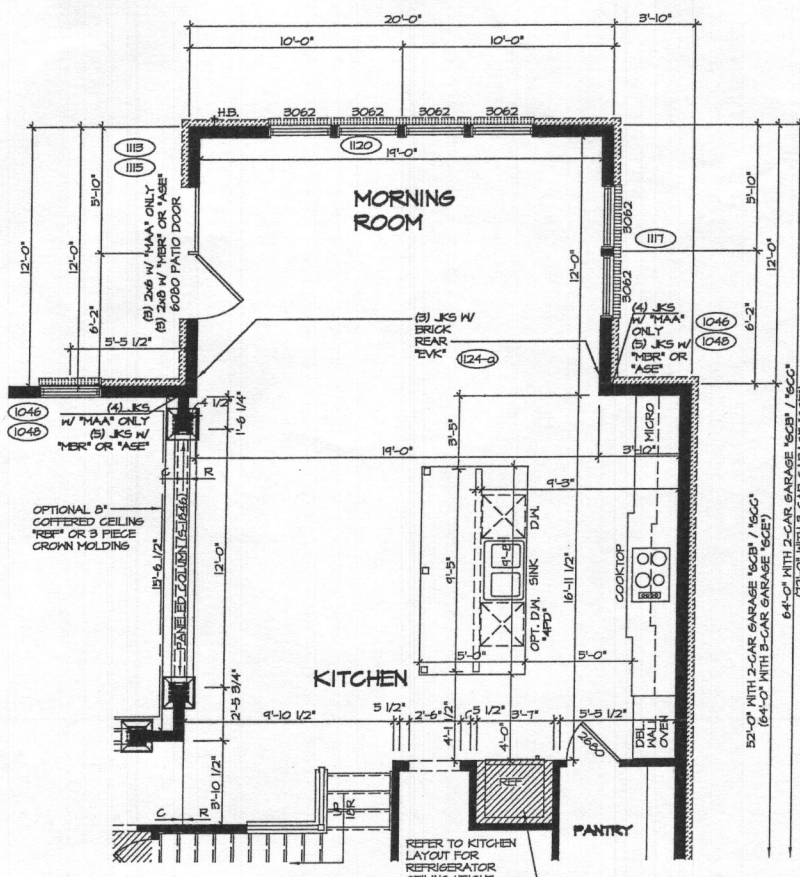 20'-0"
3'-10"
10'-0"
10'-0"
H.B.
3062
3062
3062
3062
1113
1115
1120
19'-0"
MORNING
ROOM
5'-10"
12'-0"
12'-0"
6'-2"
(3) 2x6 W/ "MAA" ONLY
(3) 2x8 W/ "MBR" OR "ASE"
6080 PATIO DOOR
12'-0"
3062
3062
1117
5'-10"
12'-0"
6'-2"
5'-5 1/2"
(3) JKS W/
BRICK
REAR
"EVK"
1124-a
(4) JKS
W/ "MAA"
ONLY
(5) JKS W/
"MBR" OR
"ASE"
1046
1048
1046
1048
(4) JKS
W/ "MAA" ONLY
(5) JKS W/
"MBR" OR "ASE"
4 1/2"
1'-6 1/4"
3'-5"
MICRO
19'-0"
3'-10"
C
R
9'-3"
OPTIONAL 8"
COFFERED CEILING
"RBF" OR 3 PIECE
CROWN MOLDING
15'-6 1/2"
12'-0"
9'-5"
9'-8"
D.W.
SINK
OPT. D.W.
"4PD"
16'-11 1/2"
COOKTOP
5'-0"
5'-0"
KITCHEN
2'-5 3/4"
9'-10 1/2"
5 1/2"
2'-6"
5 1/2"
3'-7"
5'-5 1/2"
4'-1 1/2"
4'-0"
2680
DBL
WALL
OVEN
3'-10 1/2"
C
R
UP
18R
REF
PANTRY
REFER TO KITCHEN
LAYOUT FOR
REFRIGERATOR
52'-0" WITH 2-CAR GARAGE "GCB" / "GCC"
(64'-0" WITH 3-CAR GARAGE "GCE")
64'-0" WITH 2-CAR GARAGE "GCB" / "GCC"